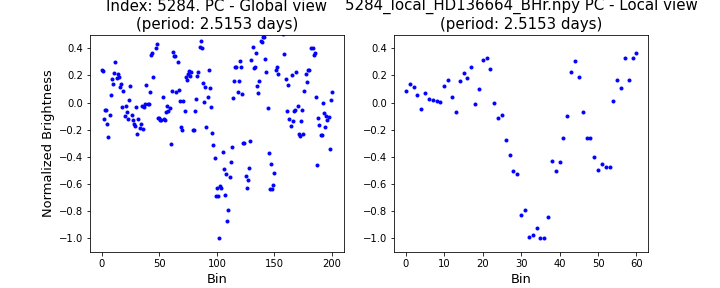 Index: 5284. PC - Global view
(period: 2.5153 days)
5284_local_HD136664_BHr.npy PC - Local view
(period: 2.5153 days)
Normalized Brightness
0.4
0.2
0.0
−0.2
−0.4
−0.6
−0.8
−1.0
0 50 100 150 200
Bin
0.4
0.2
0.0
−0.2
−0.4
−0.6
−0.8
−1.0
0 10 20 30 40 50 60
Bin